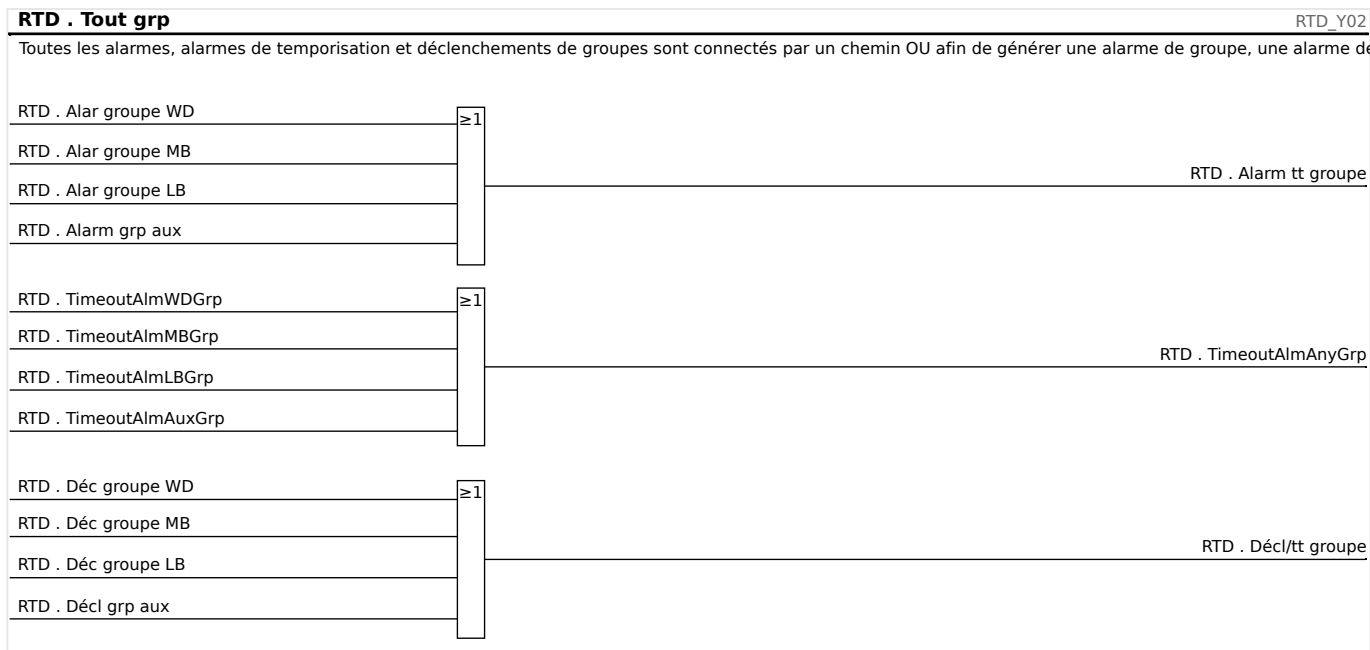 RTD . Tout grp
RTD_Y02
Toutes les alarmes, alarmes de temporisation et déclenchements de groupes sont connectés par un chemin OU afin de générer une alarme de groupe, une alarme de
RTD . Alar groupe WD
≥1
RTD . Alar groupe MB
RTD . Alarm tt groupe
RTD . Alar groupe LB
RTD . Alarm grp aux
RTD . TimeoutAlmWDGrp
≥1
RTD . TimeoutAlmMBGrp
RTD . TimeoutAlmAnyGrp
RTD . TimeoutAlmLBGrp
RTD . TimeoutAlmAuxGrp
RTD . Déc groupe WD
≥1
RTD . Déc groupe MB
RTD . Décl/tt groupe
RTD . Déc groupe LB
RTD . Décl grp aux